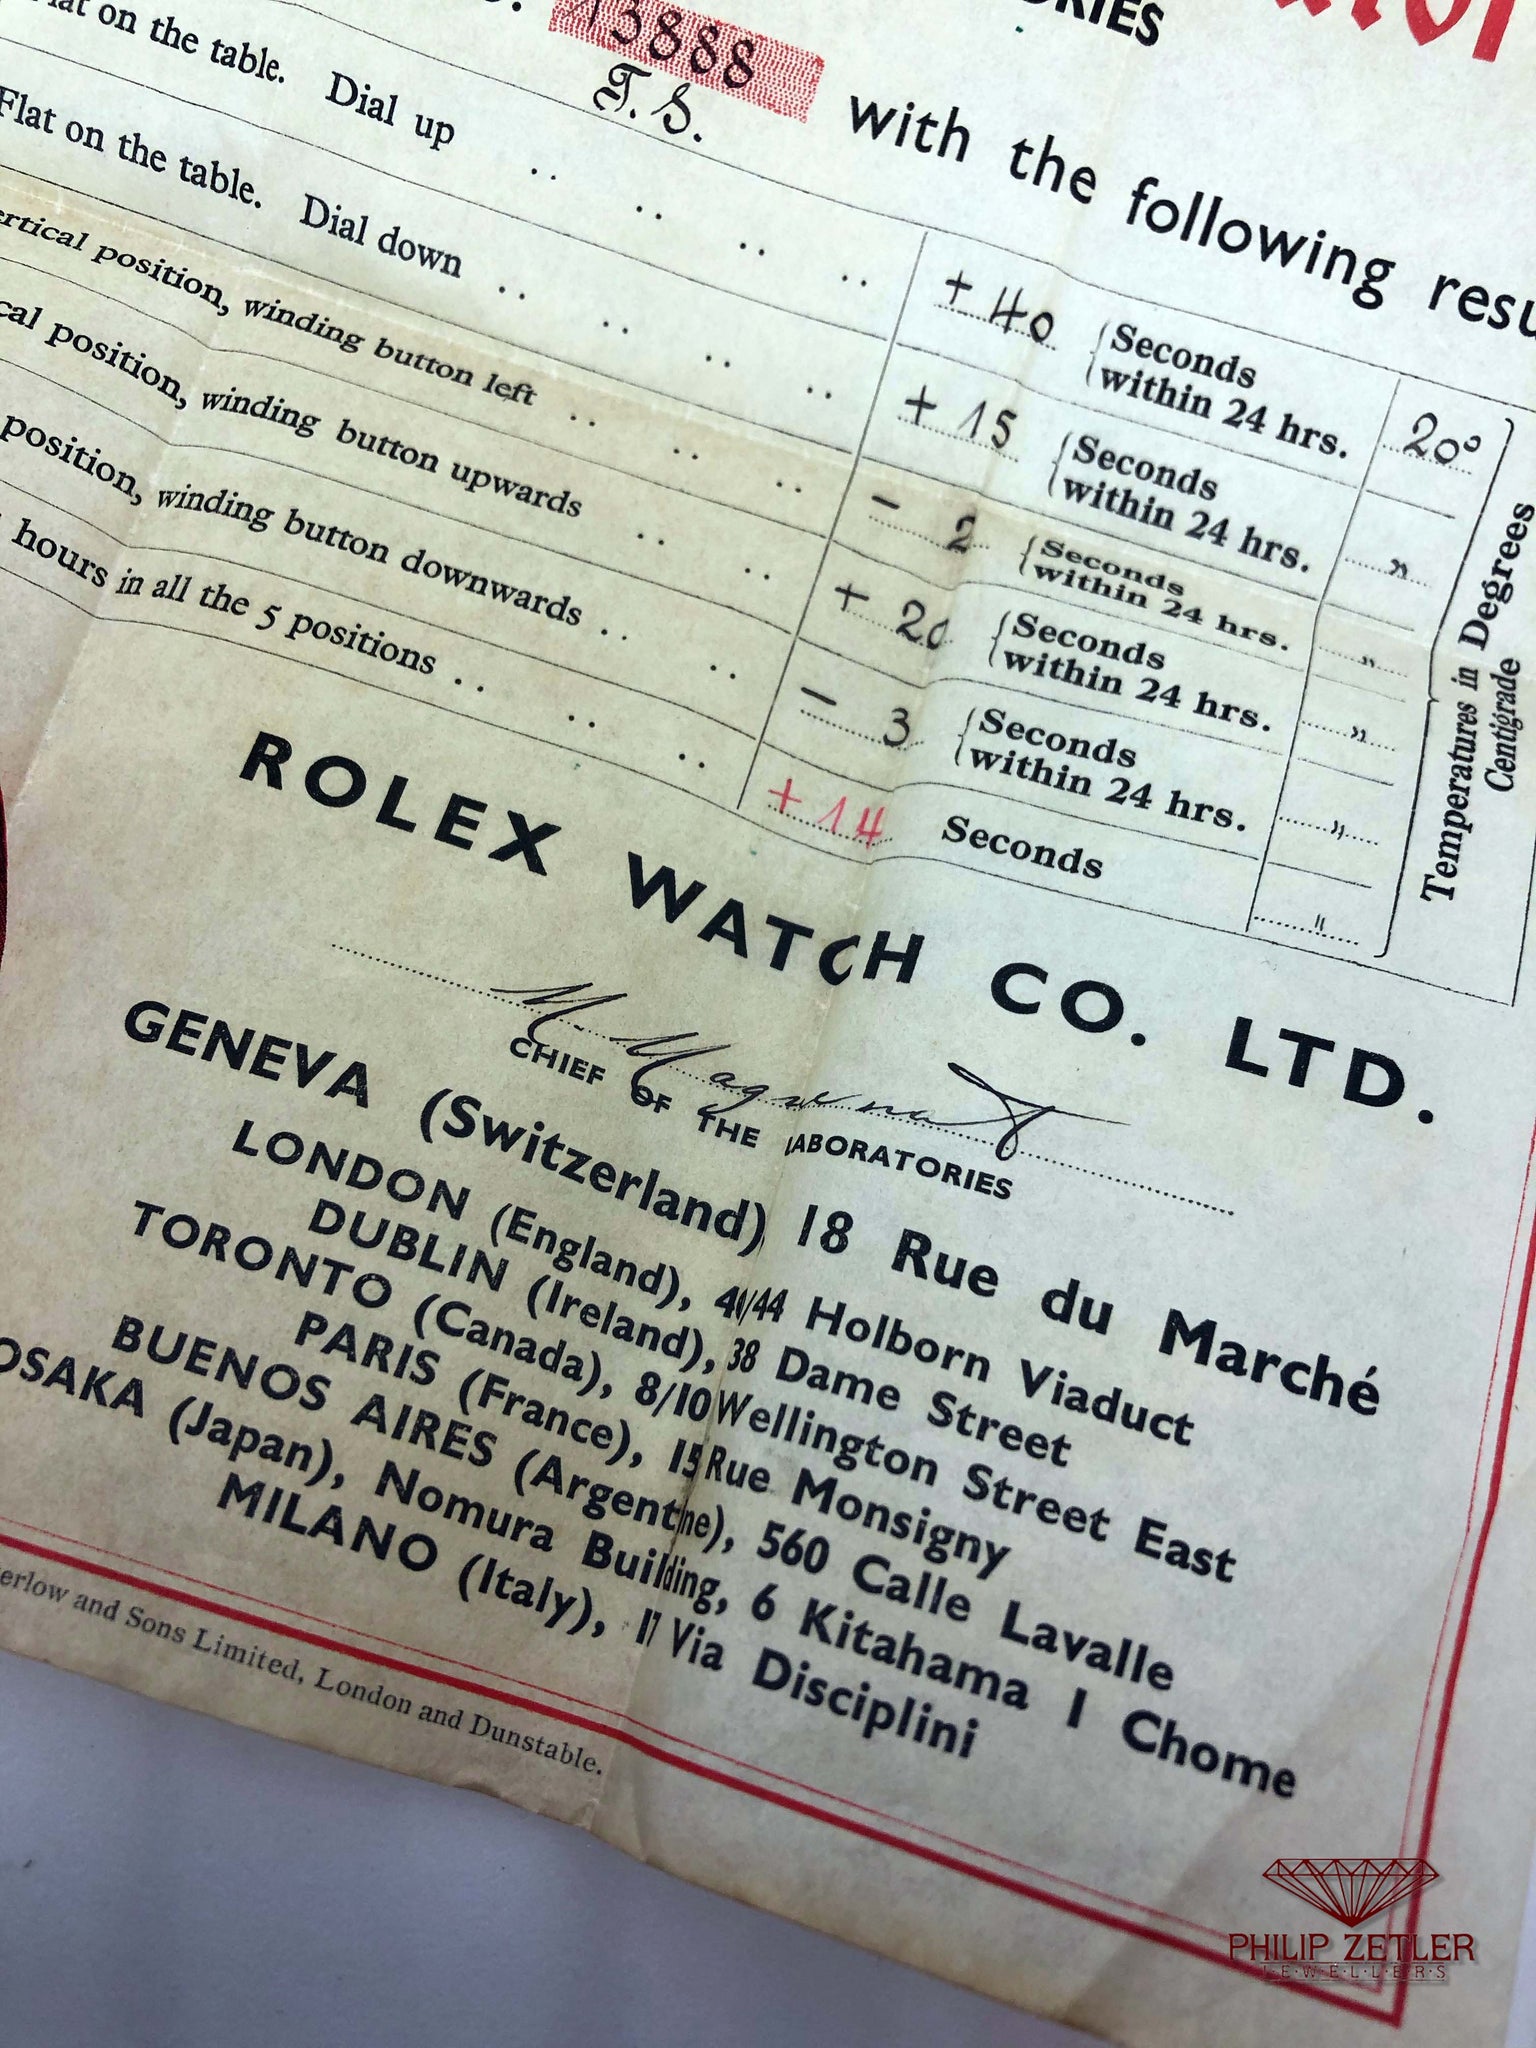 ORIES
13888
T. S.
with the following
on the table. Dial up .. .. .. ..
+ 40 Seconds within 24 hrs. 20°
Flat on the table. Dial down .. .. .. ..
+ 15 Seconds within 24 hrs. "
position, winding button left .. .. ..
- 2 Seconds within 24 hrs. "
position, winding button upwards .. ..
+ 20 Seconds within 24 hrs. "
position, winding button downwards .. ..
- 3 Seconds within 24 hrs. "
hours in all the 5 positions .. .. ..
+ 14 Seconds "
Temperatures in Degrees
Centigrade
ROLEX WATCH CO. LTD.
CHIEF OF THE LABORATORIES
GENEVA (Switzerland) 18 Rue du Marché
LONDON (England), 40/44 Holborn Viaduct
DUBLIN (Ireland), 38 Dame Street
TORONTO (Canada), 8/10 Wellington Street East
PARIS (France), 15 Rue Monsigny
BUENOS AIRES (Argentine), 560 Calle Lavalle
OSAKA (Japan), Nomura Building, 6 Kitahama 1 Chome
MILANO (Italy), 17 Via Disciplini
erlow and Sons Limited, London and Dunstable.
PHILIP ZETLER
JEWELLERS